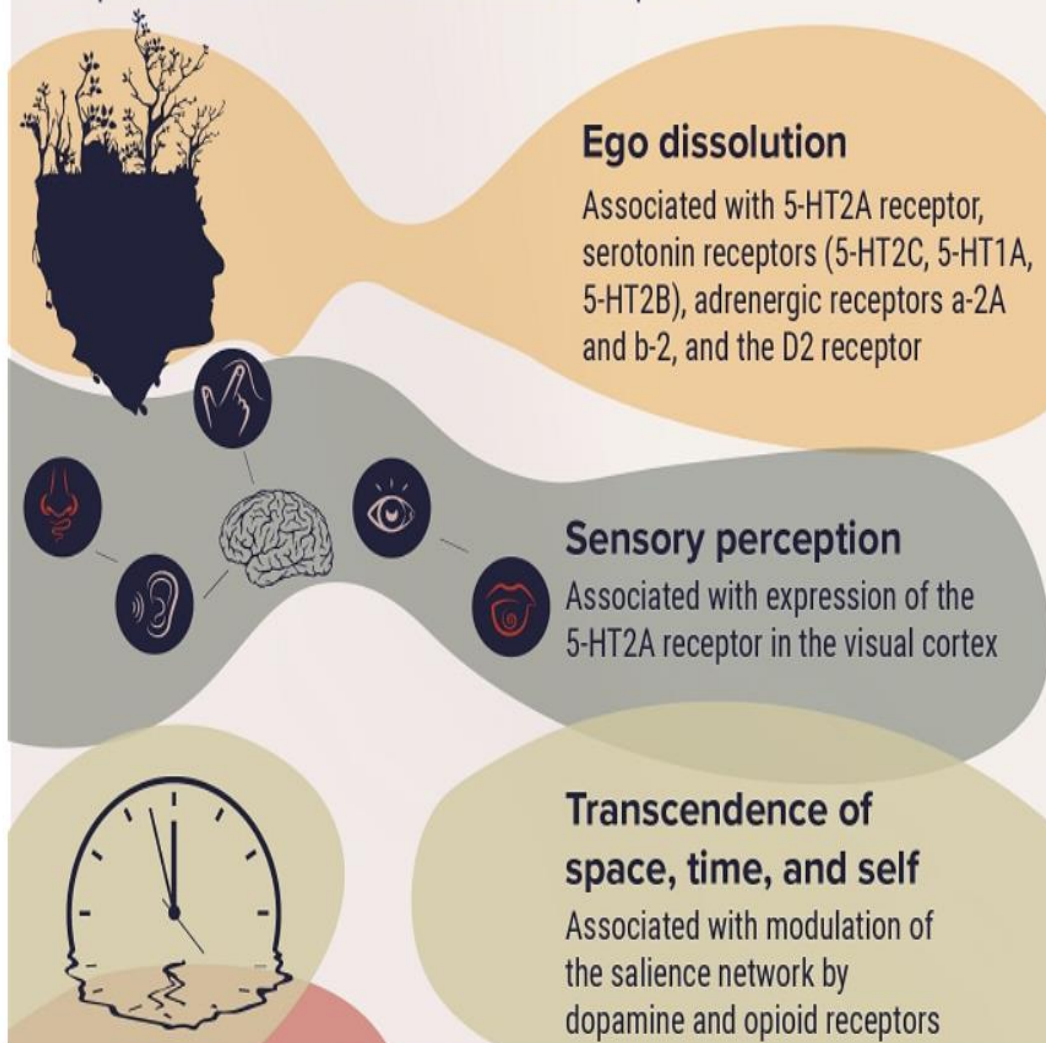 Ego dissolution
Associated with 5-HT2A receptor,
serotonin receptors (5-HT2C, 5-HT1A,
5-HT2B), adrenergic receptors a-2A
and b-2, and the D2 receptor
Sensory perception
Associated with expression of the
5-HT2A receptor in the visual cortex
Transcendence of
space, time, and self
Associated with modulation of
the salience network by
dopamine and opioid receptors